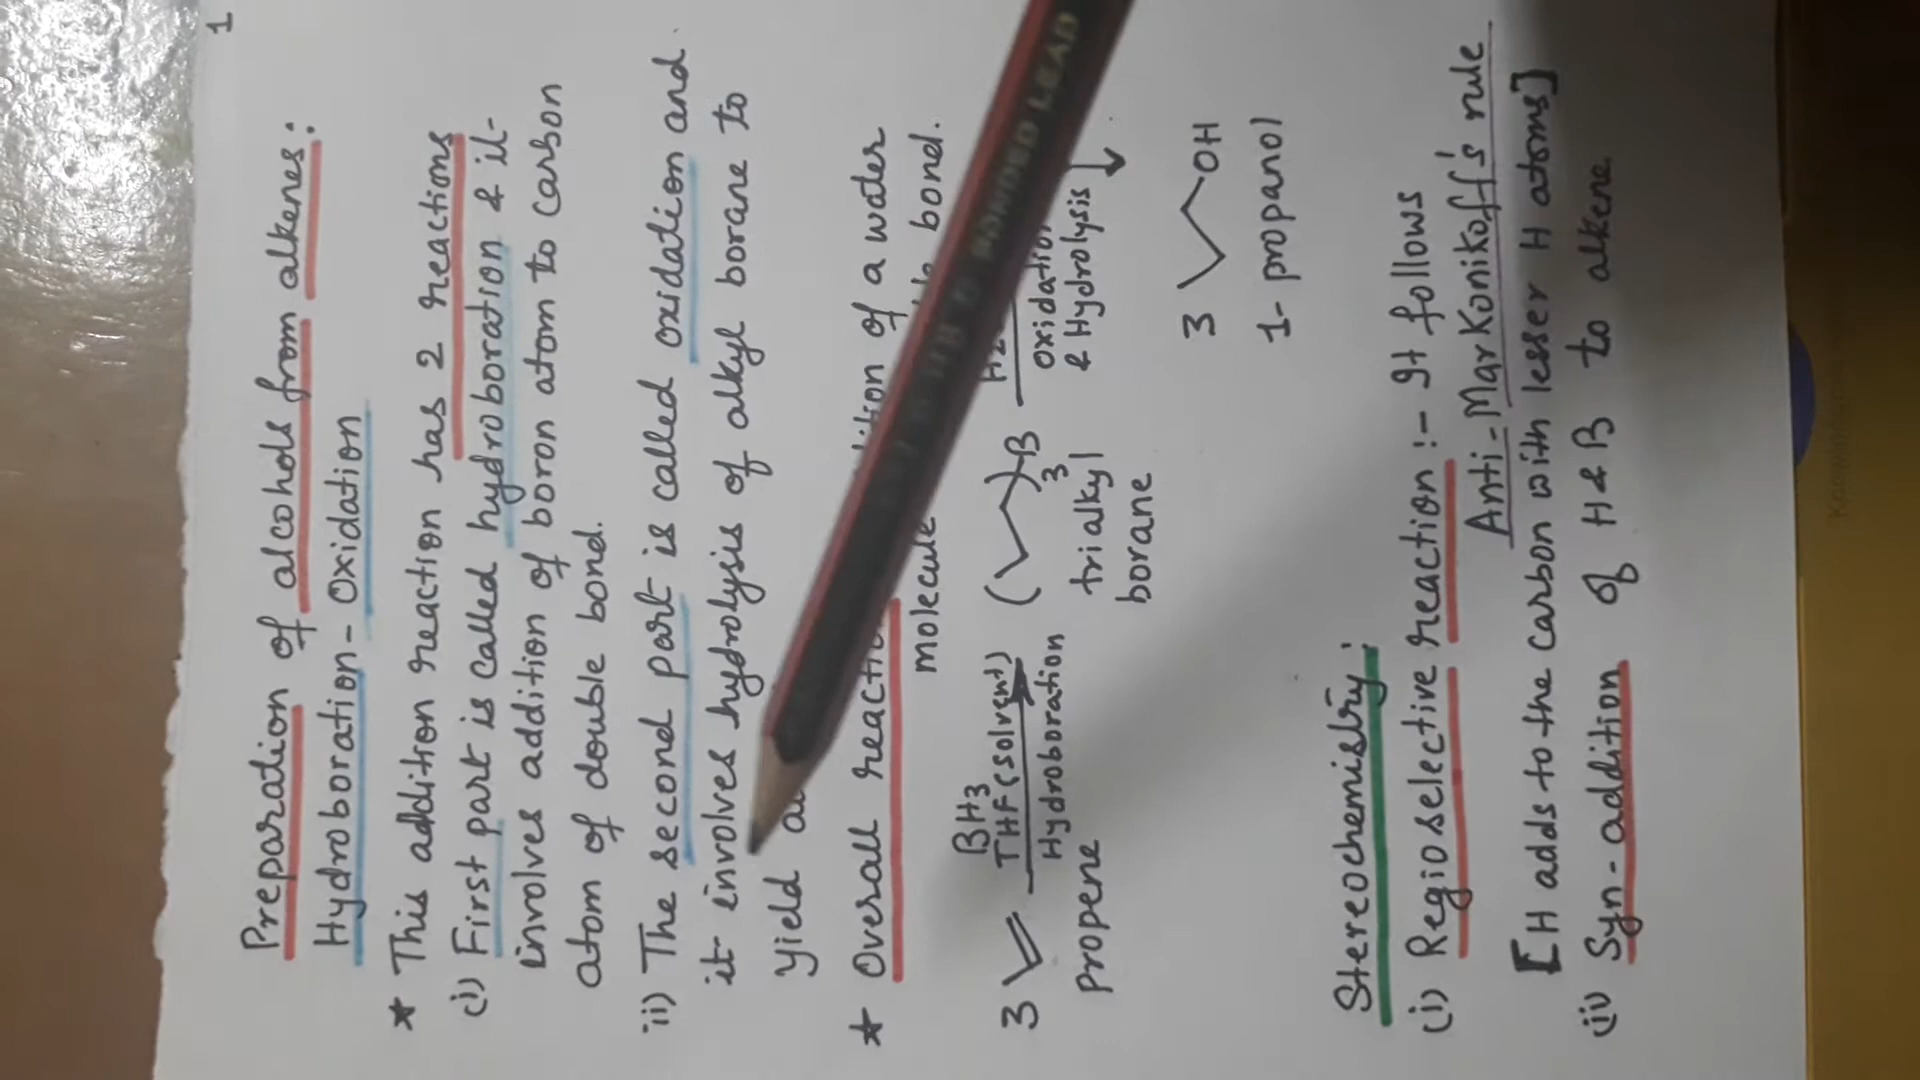 1
Preparation of alcohols from alkenes:
Hydroboration - Oxidation
* This addition reaction has 2 reactions
(i) First part is called hydroboration & it
involves addition of boron atom to carbon
atom of double bond.
ii) The second part is called oxidation and
it involves hydrolysis of alkyl borane to
yield
* Overall of a water
molecule bond.
3 BH3 THF (solvent) Hydroboration ( )3 B & Hydrolysis
propene trialkyl
borane
3 OH
1-propanol
Stereochemistry:
(i) Regioselective reaction :- It follows
Anti-Markonikoff's rule
[H adds to the carbon with lesser H atoms]
(ii) Syn-addition of H & B to alkene
BONDED LEAD